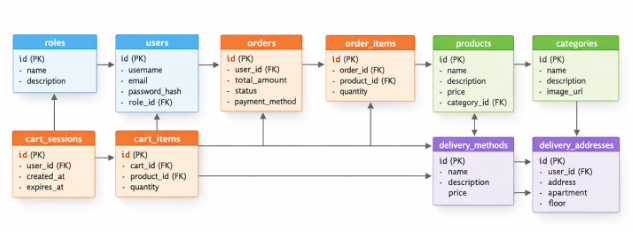 roles
id (PK)
- name
- description
users
id (PK)
- username
- email
- password_hash
- role_id (FK)
orders
id (PK)
- user_id (FK)
- total_amount
- status
- payment_method
order_items
id (PK)
- order_id (FK)
- product_id (FK)
- quantity
products
id (PK)
- name
- description
- price
- category_id (FK)
categories
id (PK)
- name
- description
- image_url
cart_sessions
id (PK)
- user_id (FK)
- created_at
- expires_at
cart_items
id (PK)
- cart_id (FK)
- product_id (FK)
- quantity
delivery_methods
id (PK)
- name
- description
price
delivery_addresses
id (PK)
- user_id (FK)
- address
- apartment
- floor